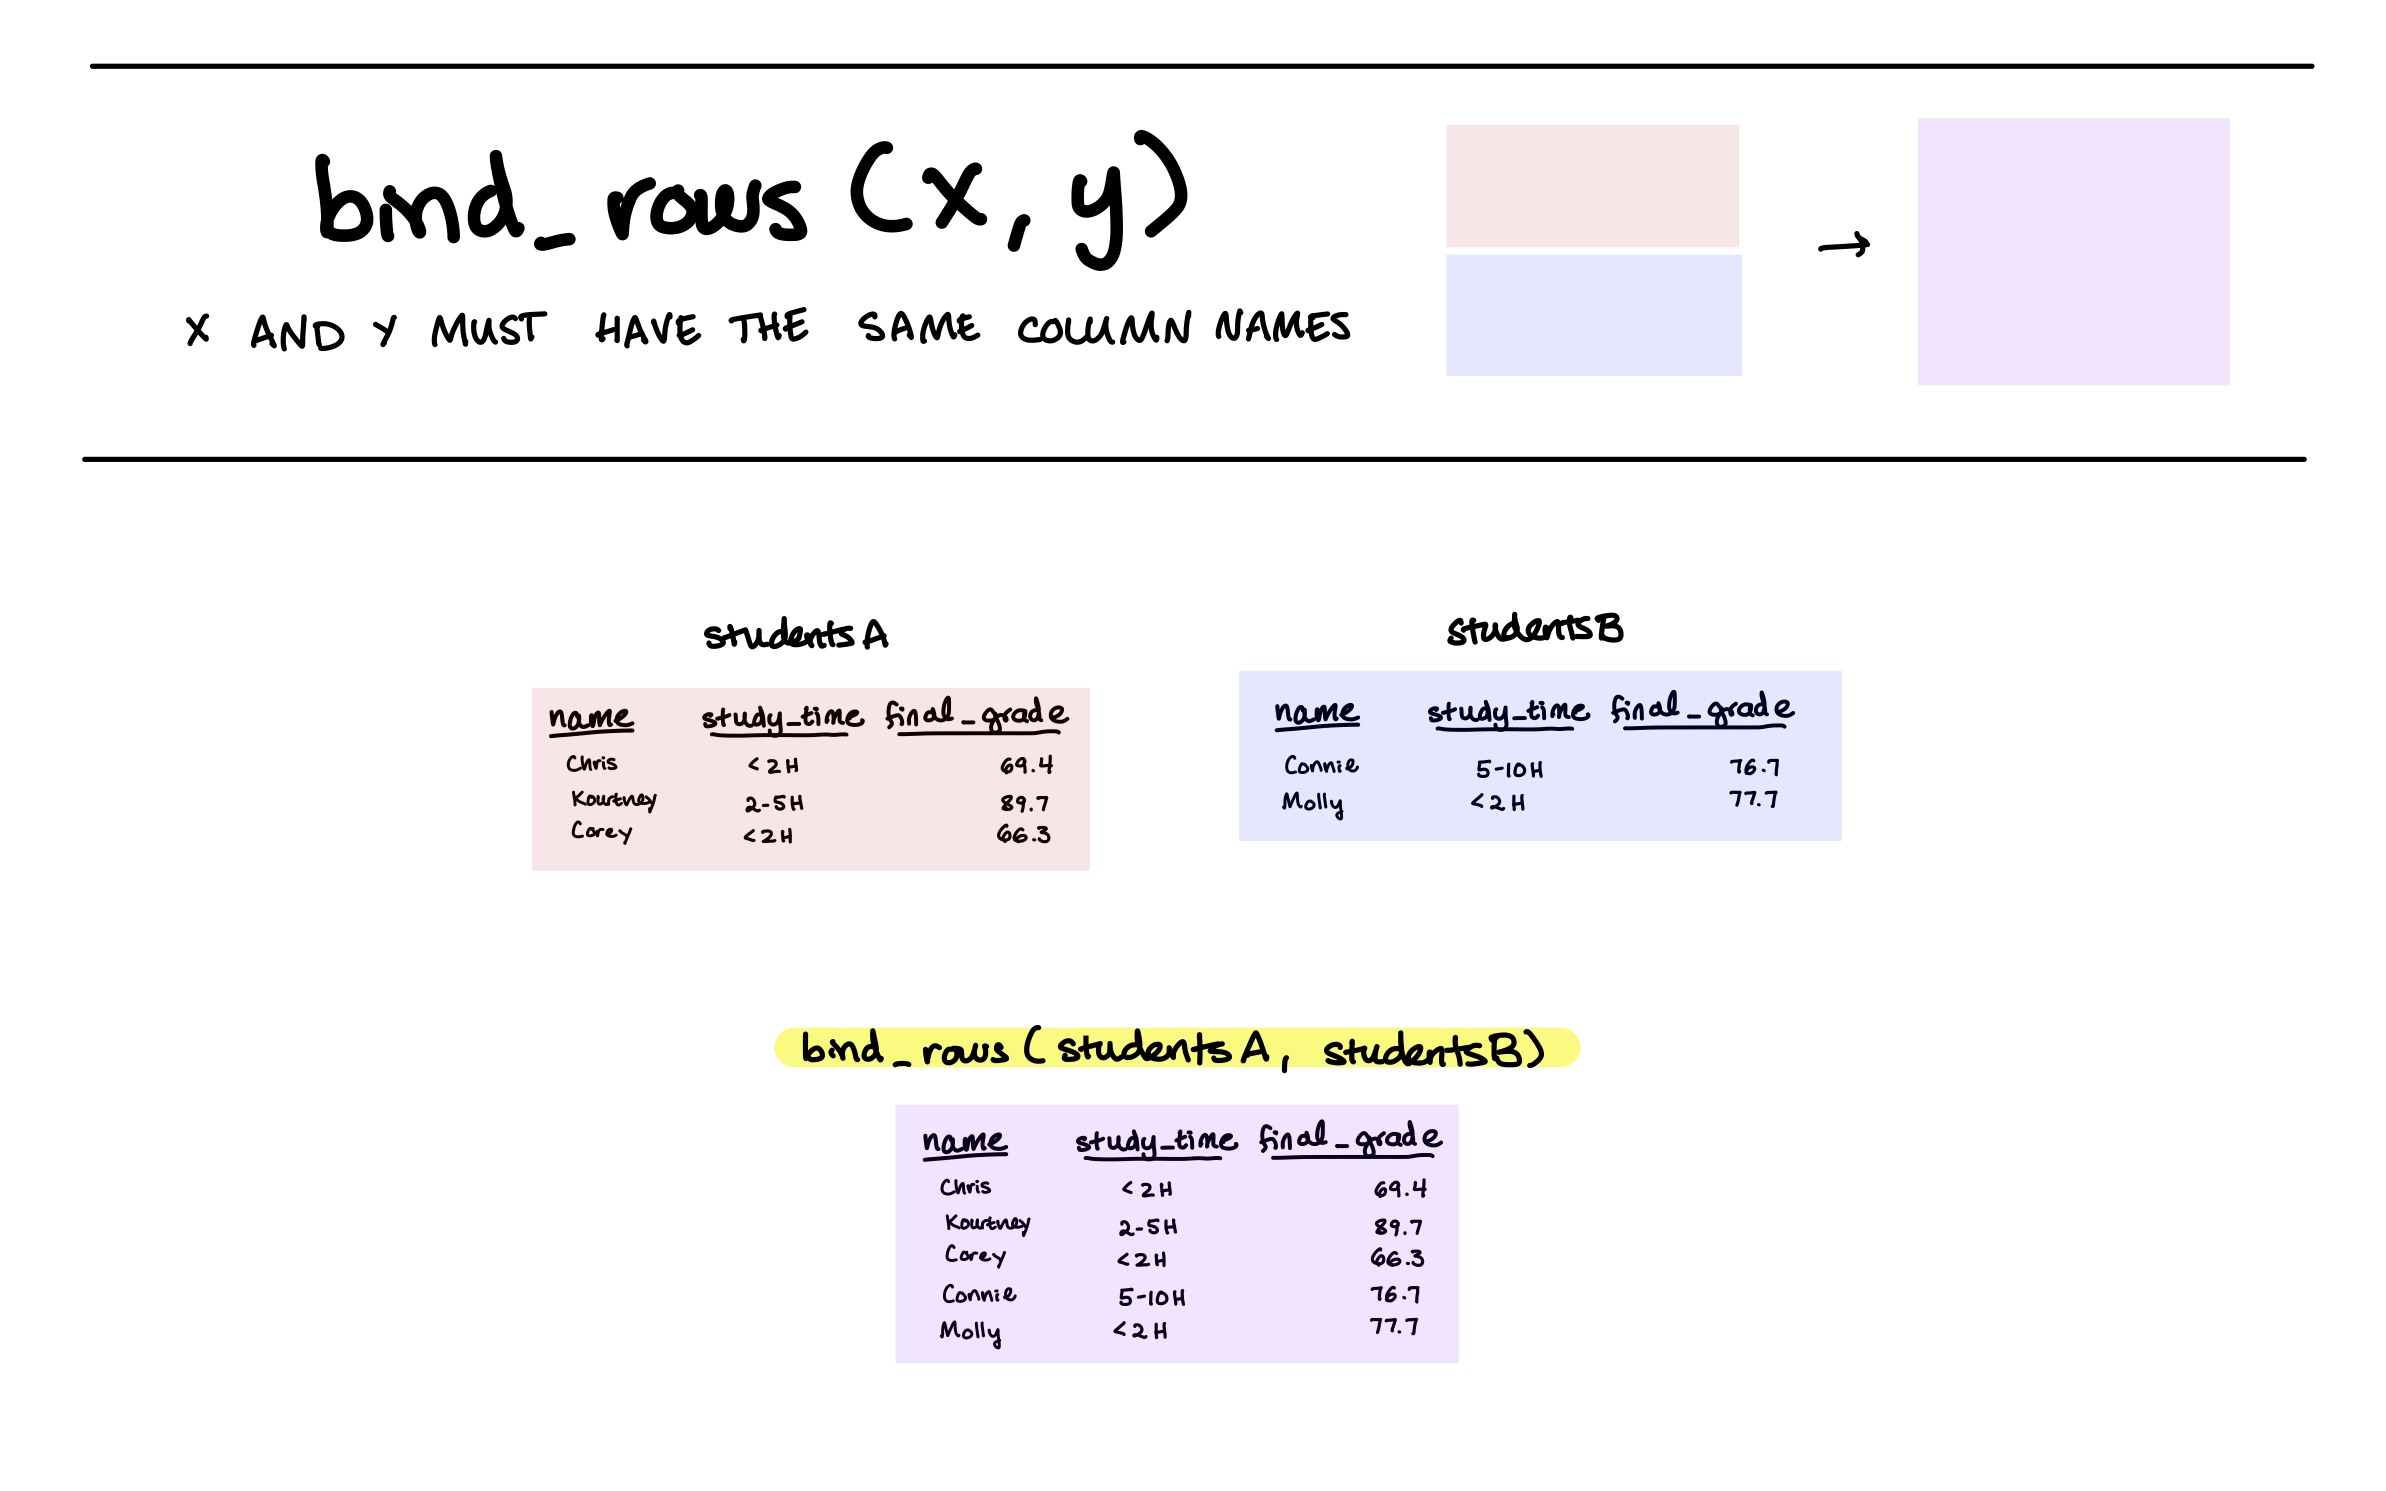 bind_rows (x, y)
X AND Y MUST HAVE THE SAME COLUMN NAMES
→
studentsA
name study_time final_grade
Chris <2H 69.4
Kourtney 2-5H 89.7
Corey <2H 66.3
studentsB
name study_time final_grade
Connie 5-10H 76.7
Molly <2H 77.7
bind_rows (studentsA, studentsB)
name study_time final_grade
Chris <2H 69.4
Kourtney 2-5H 89.7
Corey <2H 66.3
Connie 5-10H 76.7
Molly <2H 77.7